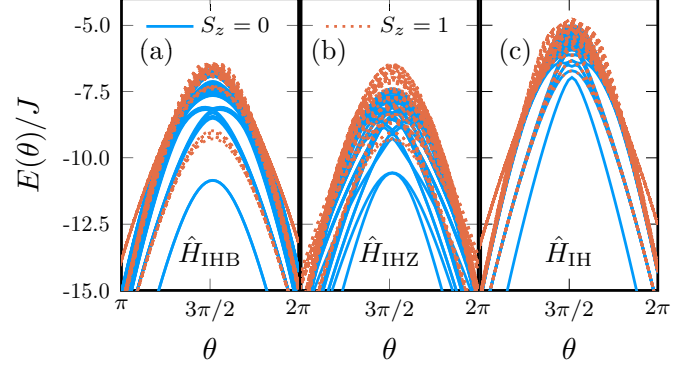 S_z = 0 S_z = 1
(a) (b) (c)
E(θ)/J
-5.0
-7.5
-10.0
-12.5
-15.0
Ĥ_IHB Ĥ_IHZ Ĥ_IH
π 3π/2 2π 3π/2 2π 3π/2 2π
θ θ θ